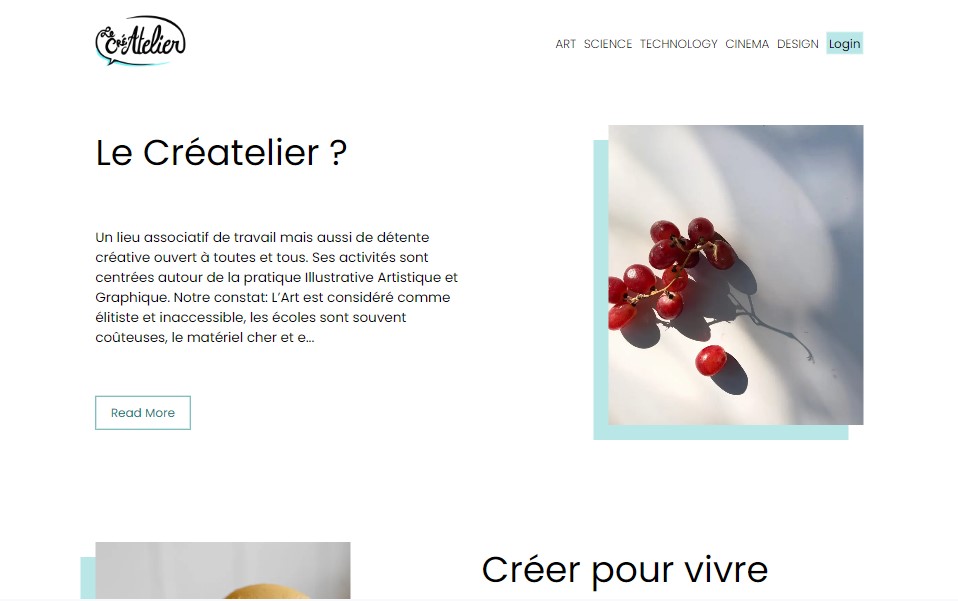 Le CréAtelier
ART SCIENCE TECHNOLOGY CINEMA DESIGN Login
Le Créatelier ?
Un lieu associatif de travail mais aussi de détente
créative ouvert à toutes et tous. Ses activités sont
centrées autour de la pratique Illustrative Artistique et
Graphique. Notre constat: L’Art est considéré comme
élitiste et inaccessible, les écoles sont souvent
coûteuses, le matériel cher et e...
Read More
Créer pour vivre